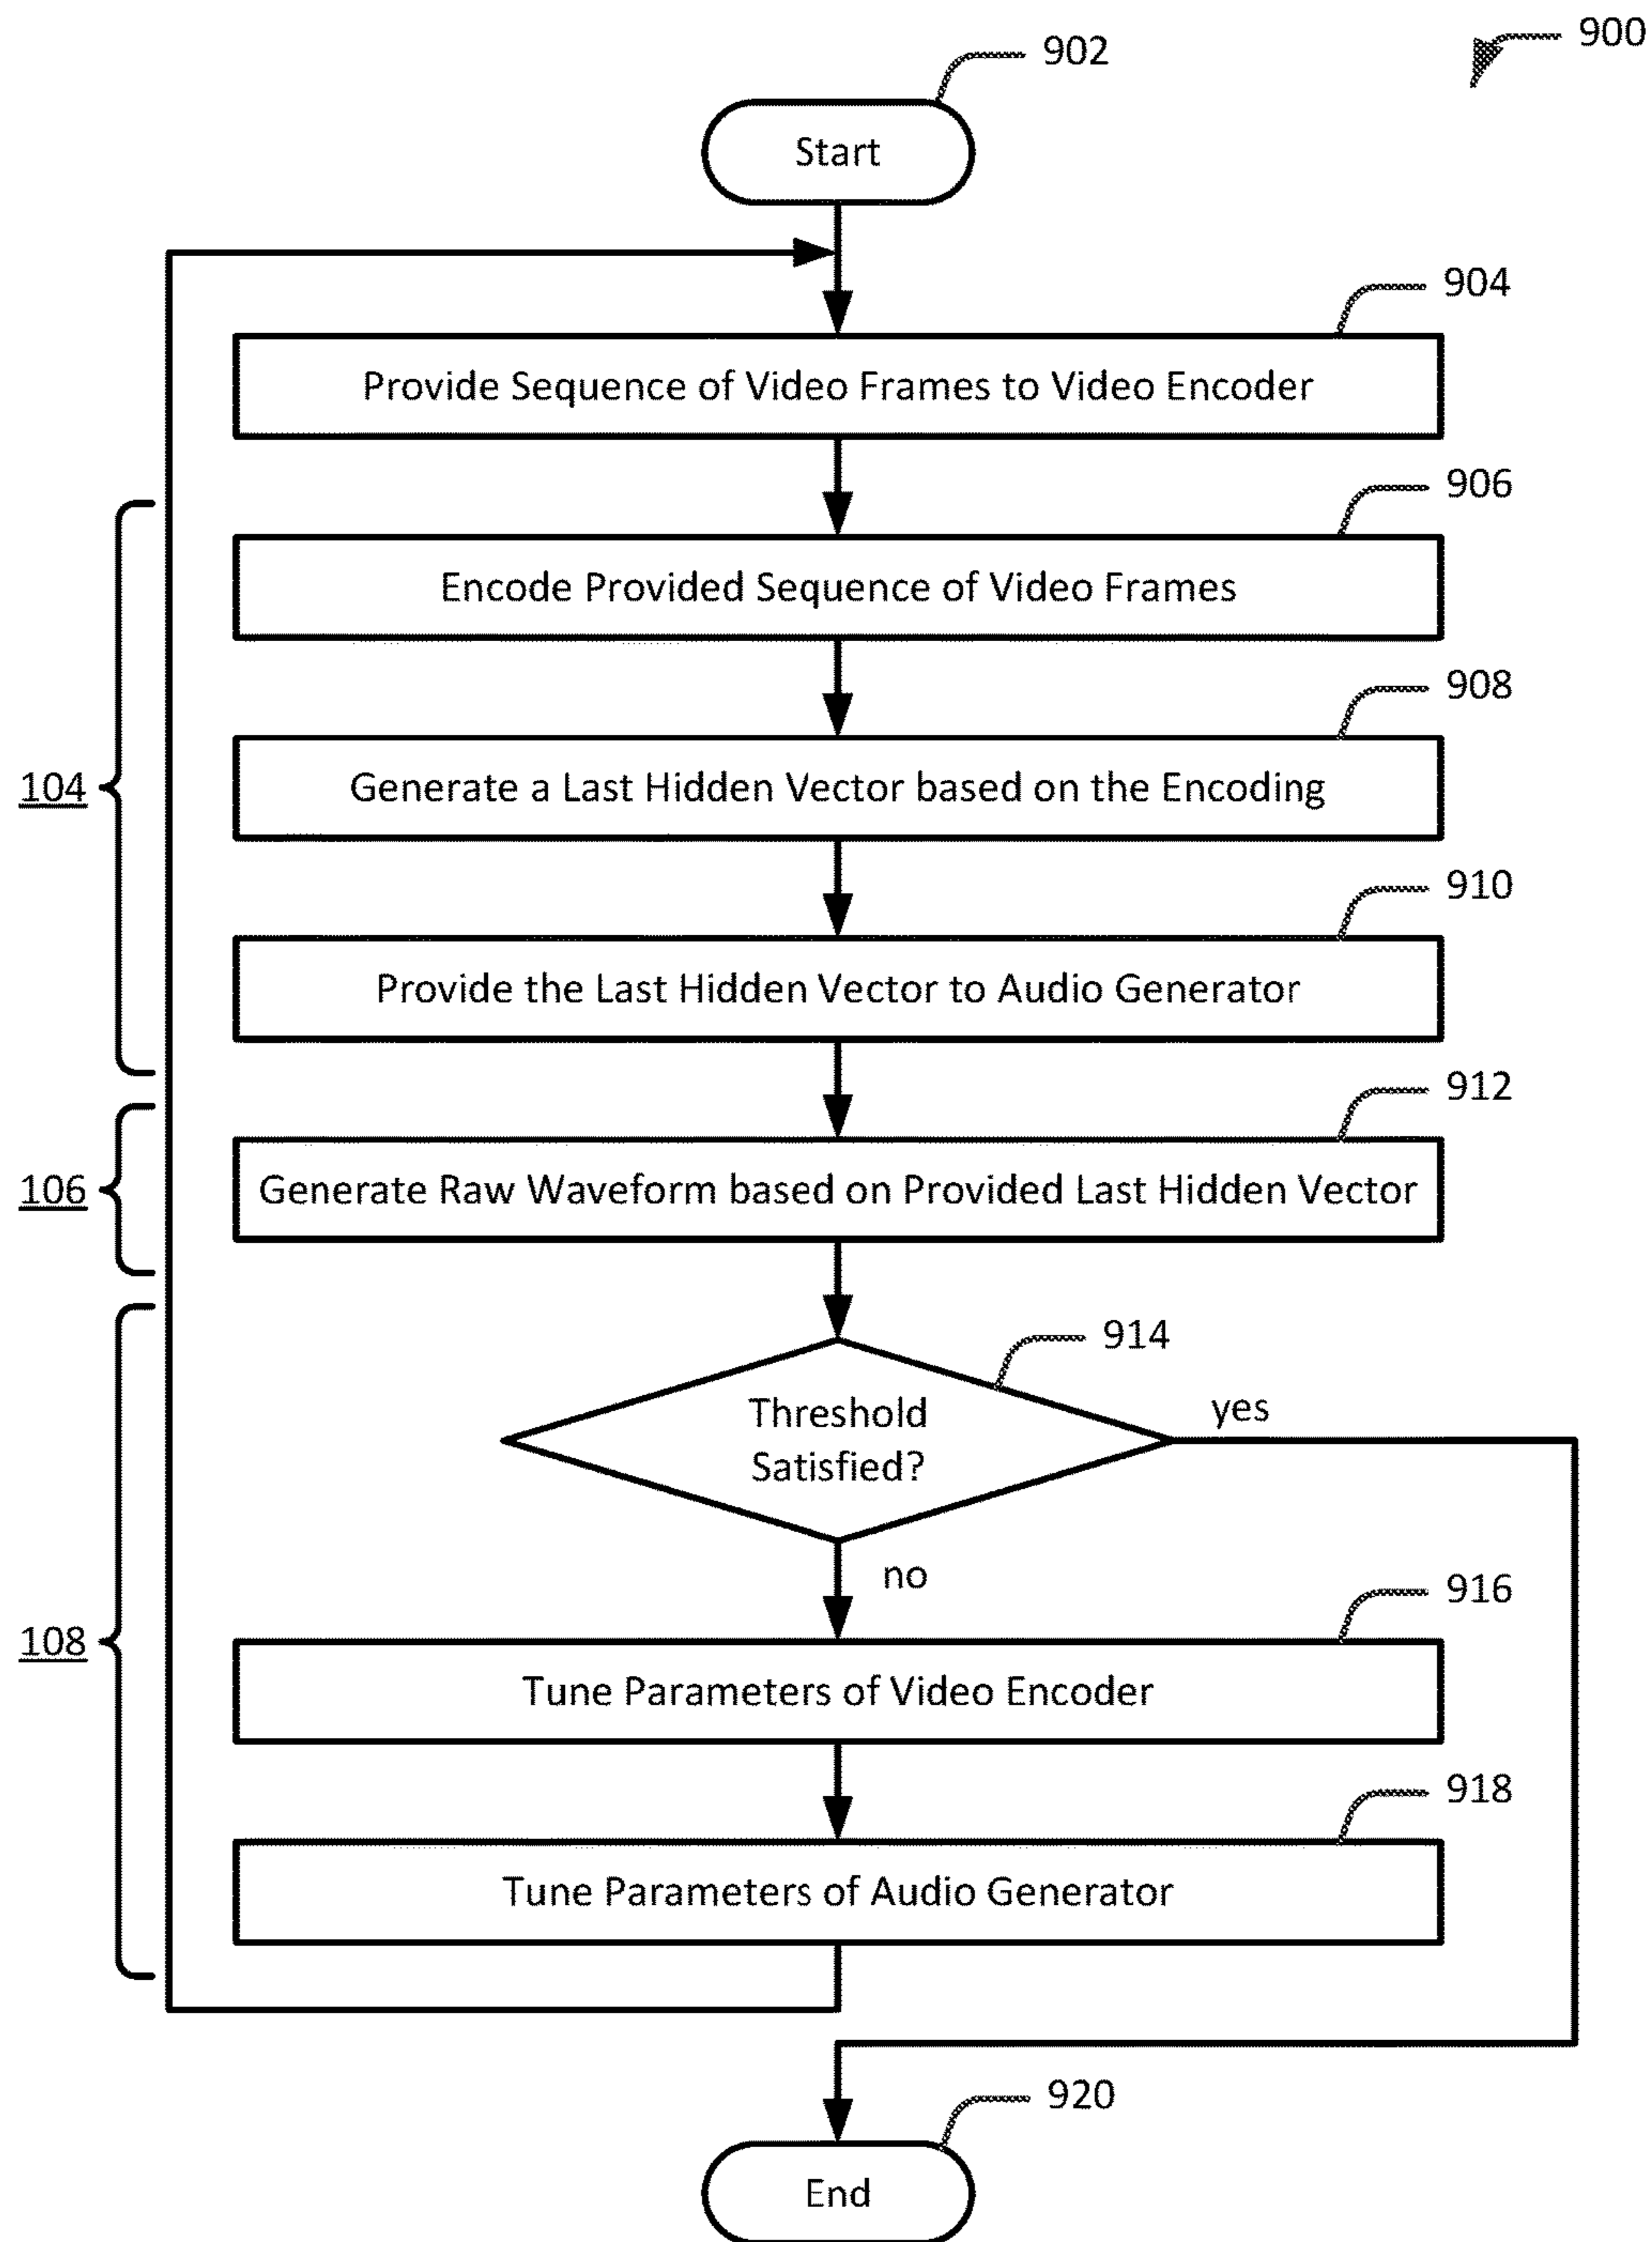 900
902
Start
904
Provide Sequence of Video Frames to Video Encoder
906
Encode Provided Sequence of Video Frames
908
Generate a Last Hidden Vector based on the Encoding
104
910
Provide the Last Hidden Vector to Audio Generator
912
106
Generate Raw Waveform based on Provided Last Hidden Vector
914
Threshold
Satisfied?
yes
no
916
108
Tune Parameters of Video Encoder
918
Tune Parameters of Audio Generator
920
End